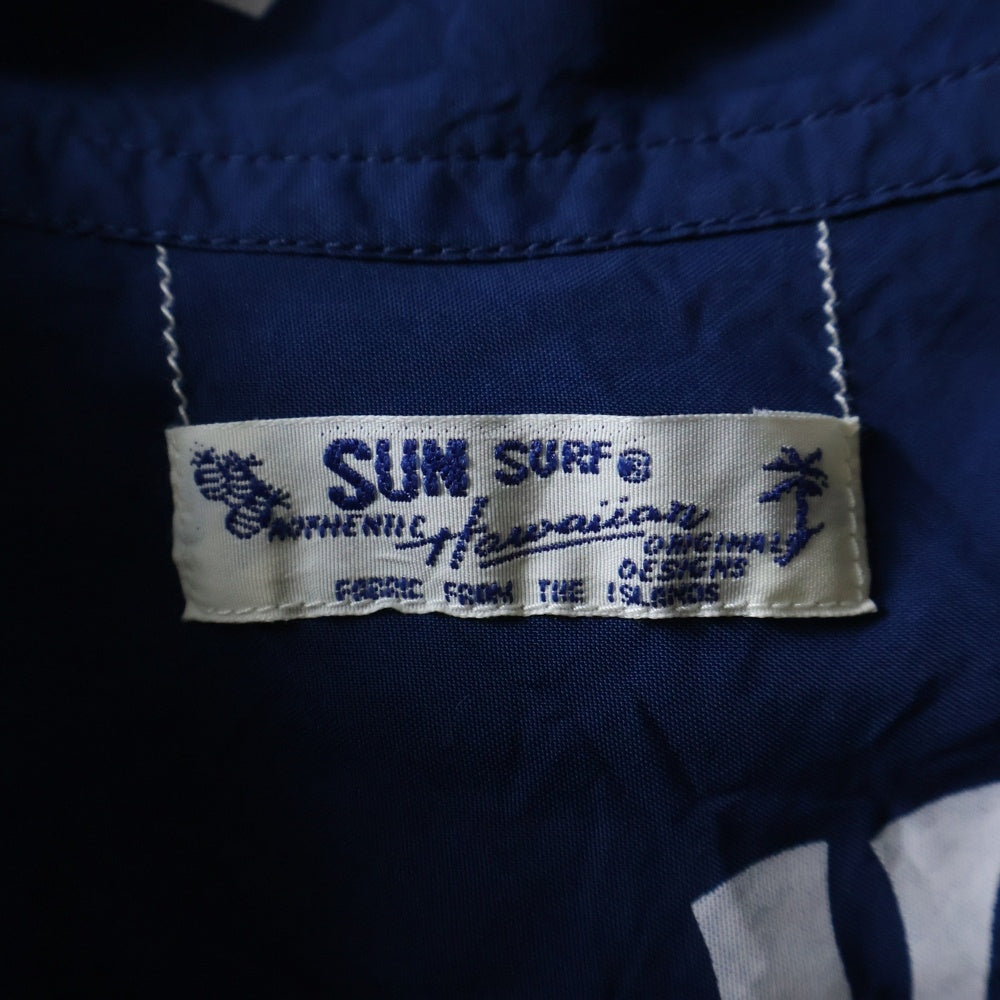 SUN SURF®
AUTHENTIC Hawaiian ORIGINAL
DESIGNS
FABRIC FROM THE ISLANDS